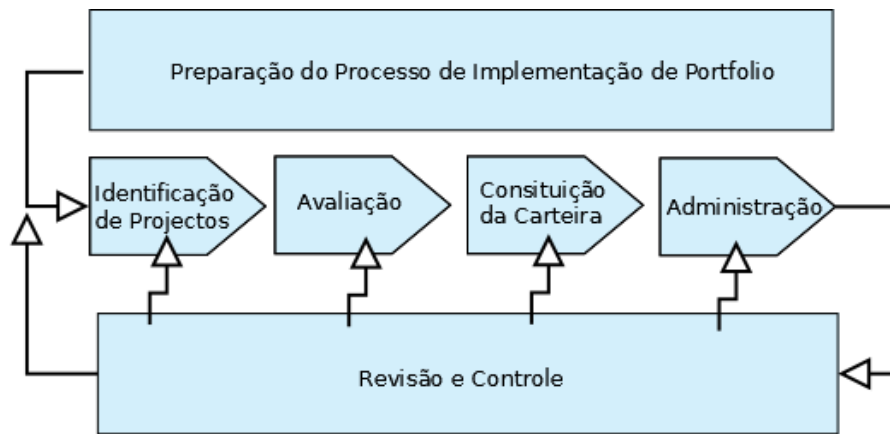 Preparação do Processo de Implementação de Portfolio
Identificação
de Projectos
Avaliação
Consituição
da Carteira
Administração
Revisão e Controle